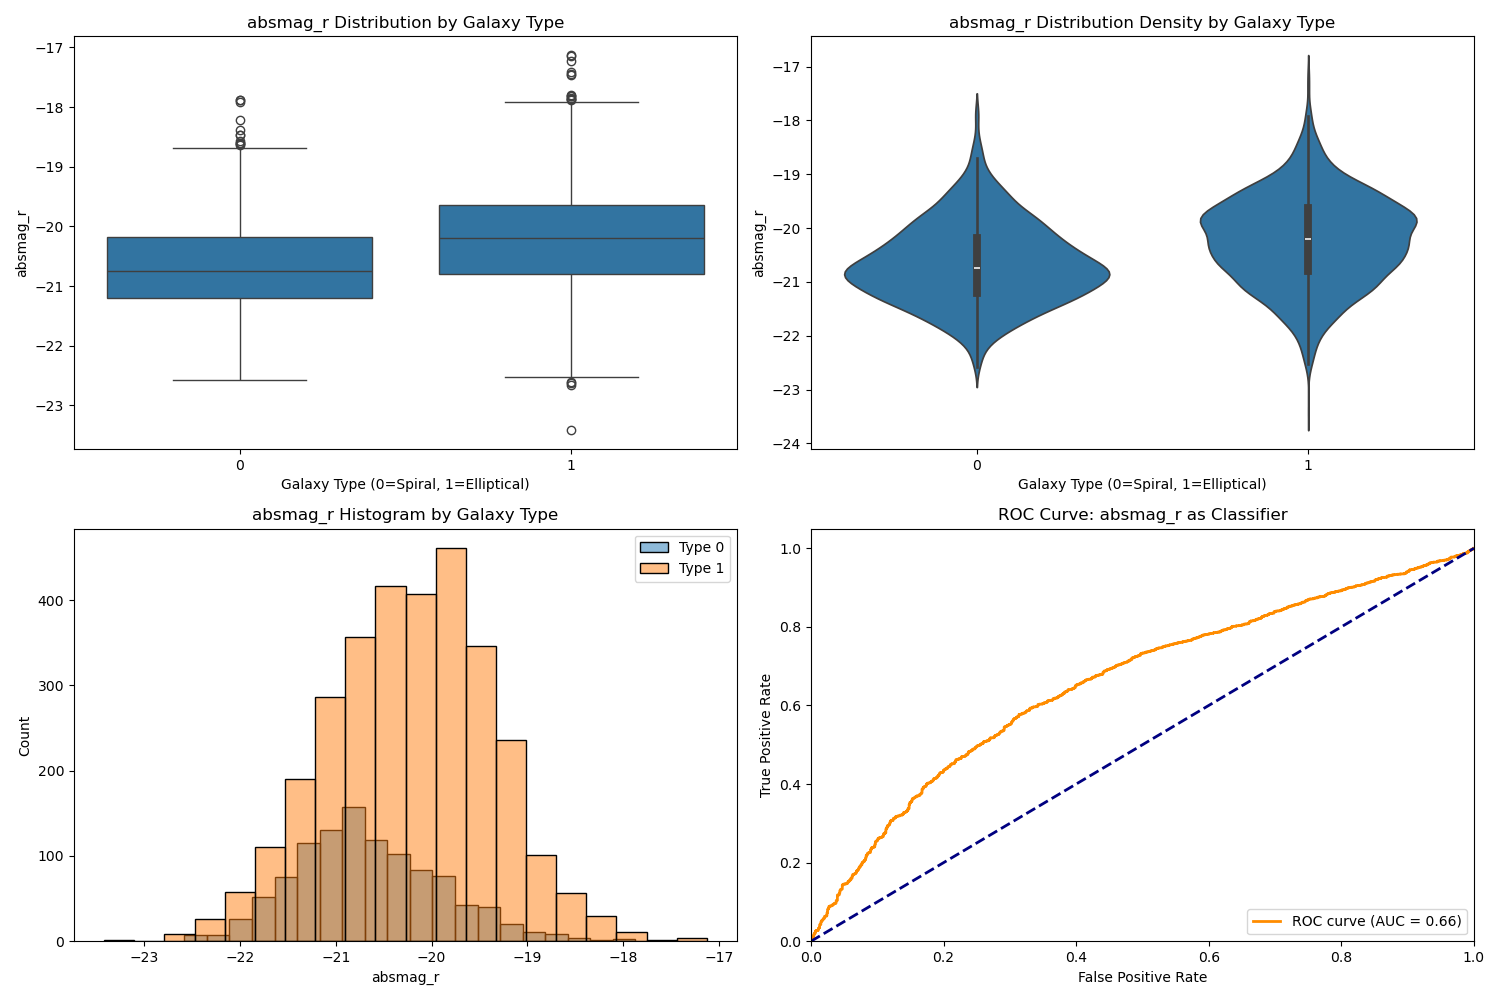 absmag_r Distribution by Galaxy Type
−17
−18
−19
−20
−21
−22
−23
absmag_r
0
1
Galaxy Type (0=Spiral, 1=Elliptical)
absmag_r Distribution Density by Galaxy Type
−17
−18
−19
−20
−21
−22
−23
−24
absmag_r
0
1
Galaxy Type (0=Spiral, 1=Elliptical)
absmag_r Histogram by Galaxy Type
Type 0
Type 1
400
300
200
100
0
Count
−23
−22
−21
−20
−19
−18
−17
absmag_r
ROC Curve: absmag_r as Classifier
1.0
0.8
0.6
0.4
0.2
0.0
True Positive Rate
ROC curve (AUC = 0.66)
0.0
0.2
0.4
0.6
0.8
1.0
False Positive Rate